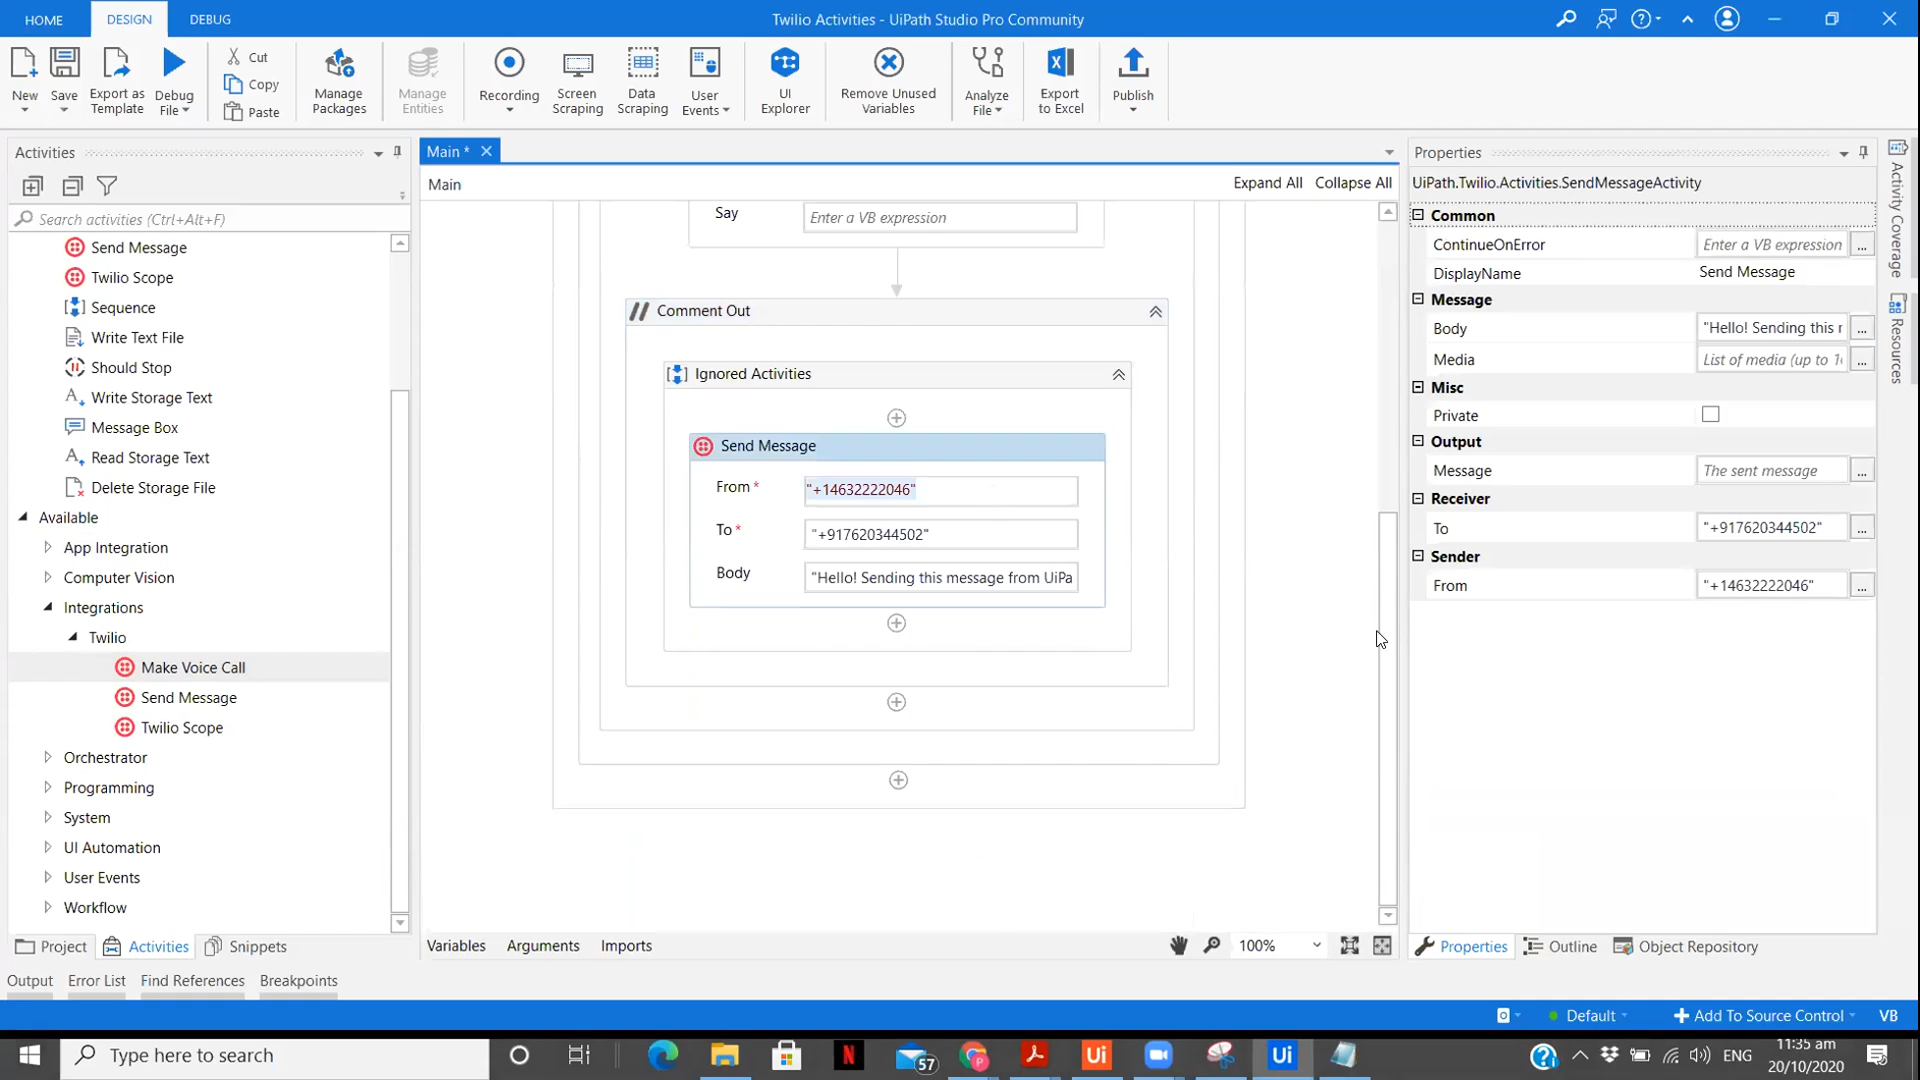 HOME
DESIGN
DEBUG
Twilio Activities - UiPath Studio Pro Community
New
Save
Export as
Template
Debug
File
Cut
Copy
Paste
Manage
Packages
Manage
Entities
Recording
Screen
Scraping
Data
Scraping
User
Events
UI
Explorer
Remove Unused
Variables
Analyze
File
Export
to Excel
Publish
Activities
Search activities (Ctrl+Alt+F)
Send Message
Twilio Scope
Sequence
Write Text File
Should Stop
Write Storage Text
Message Box
Read Storage Text
Delete Storage File
Available
App Integration
Computer Vision
Integrations
Twilio
Make Voice Call
Send Message
Twilio Scope
Orchestrator
Programming
System
UI Automation
User Events
Workflow
Project
Activities
Snippets
Main *
Main
Expand All
Collapse All
Say
Enter a VB expression
// Comment Out
Ignored Activities
Send Message
From *
"+14632222046"
To *
"+917620344502"
Body
"Hello! Sending this message from UiPa
Variables
Arguments
Imports
100%
Properties
UiPath.Twilio.Activities.SendMessageActivity
Common
ContinueOnError
Enter a VB expression
...
DisplayName
Send Message
Message
Body
"Hello! Sending this r
...
Media
List of media (up to 1
...
Misc
Private
Output
Message
The sent message
...
Receiver
To
"+917620344502"
...
Sender
From
"+14632222046"
...
Properties
Outline
Object Repository
Activity Coverage
Resources
Output
Error List
Find References
Breakpoints
Default
Add To Source Control
VB
Type here to search
N
57
Ui
Ui
ENG
11:35 am
20/10/2020